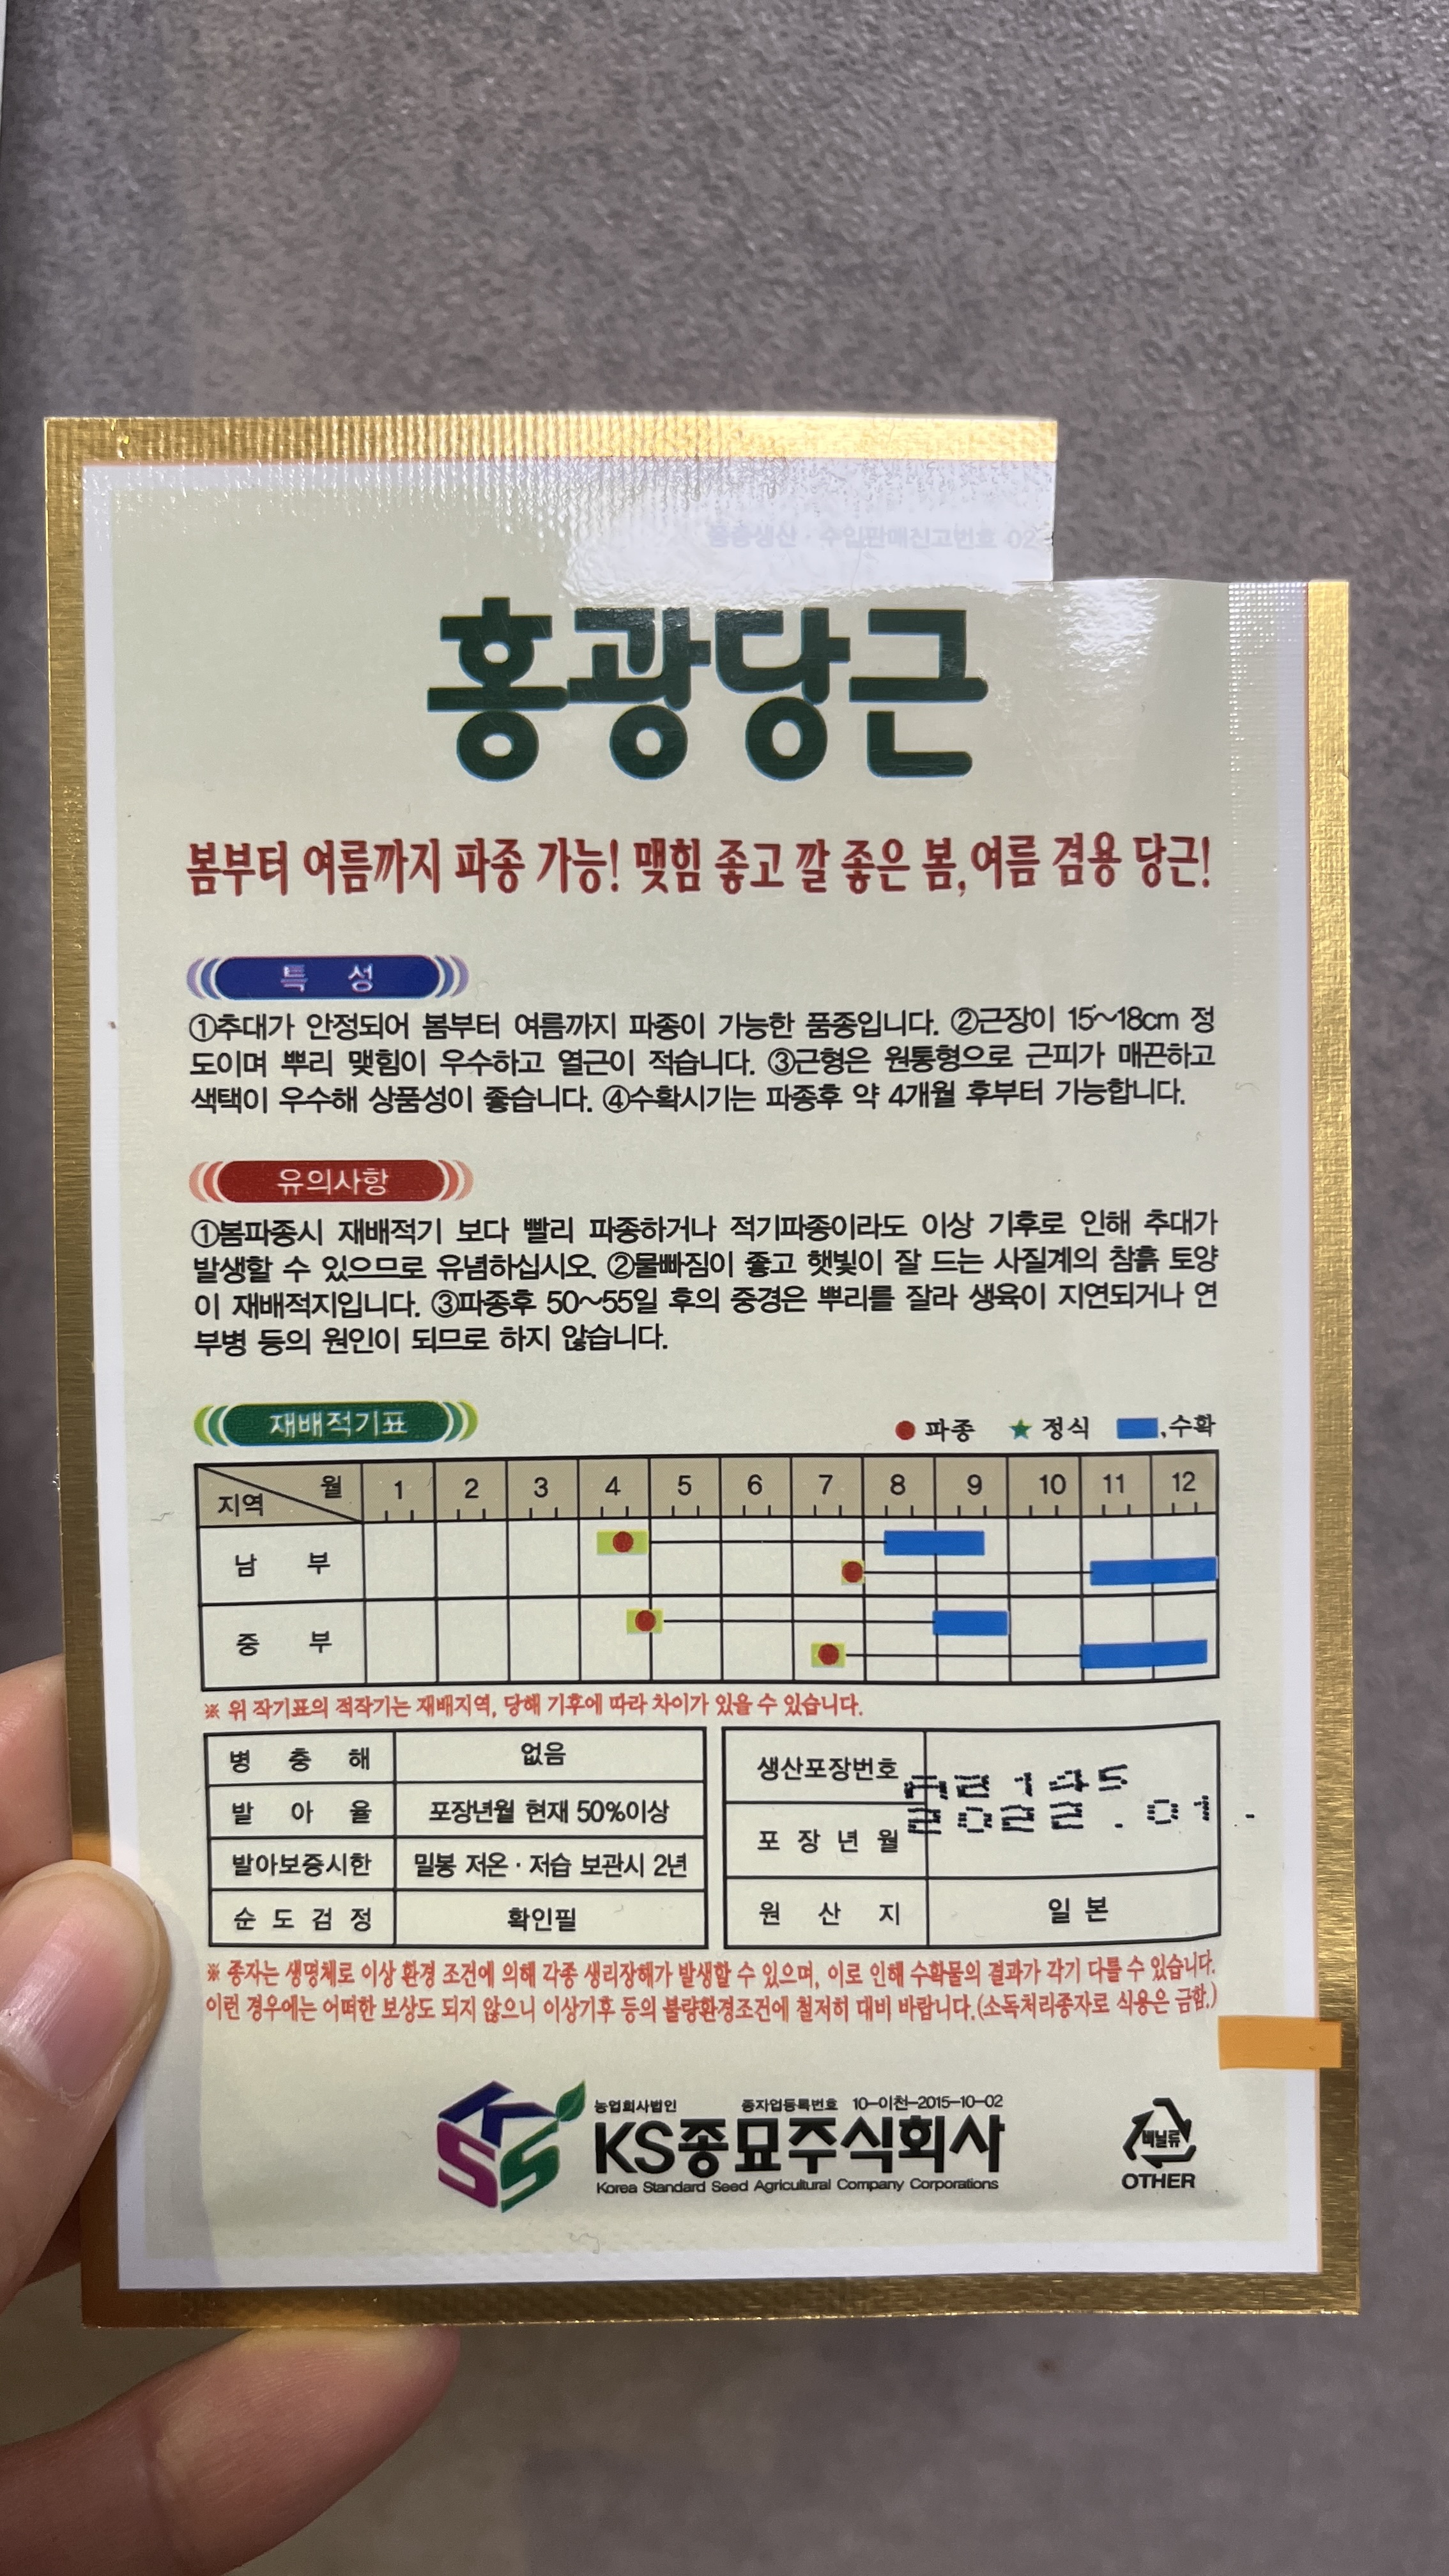 품종생산 · 수입판매신고번호 02
홍광당근
봄부터 여름까지 파종 가능! 맺힘 좋고 깔 좋은 봄,여름 겸용 당근!
특 성
①추대가 안정되어 봄부터 여름까지 파종이 가능한 품종입니다. ②근장이 15~18cm 정
도이며 뿌리 맺힘이 우수하고 열근이 적습니다. ③근형은 원통형으로 근피가 매끈하고
색택이 우수해 상품성이 좋습니다. ④수확시기는 파종후 약 4개월 후부터 가능합니다.
유의사항
①봄파종시 재배적기 보다 빨리 파종하거나 적기파종이라도 이상 기후로 인해 추대가
발생할 수 있으므로 유념하십시오. ②물빠짐이 좋고 햇빛이 잘 드는 사질계의 참흙 토양
이 재배적지입니다. ③파종후 50~55일 후의 중경은 뿌리를 잘라 생육이 지연되거나 연
부병 등의 원인이 되므로 하지 않습니다.
재배적기표
파종 정식 ,수확
월
지역
1 2 3 4 5 6 7 8 9 10 11 12
남 부
중 부
※ 위 작기표의 적작기는 재배지역, 당해 기후에 따라 차이가 있을 수 있습니다.
병 충 해 없음
발 아 율 포장년월 현재 50%이상
발아보증시한 밀봉 저온 · 저습 보관시 2년
순 도 검 정 확인필
생산포장번호 145
포 장 년 월 2022.01.
원 산 지 일 본
※ 종자는 생명체로 이상 환경 조건에 의해 각종 생리장해가 발생할 수 있으며, 이로 인해 수확물의 결과가 각기 다를 수 있습니다.
이런 경우에는 어떠한 보상도 되지 않으니 이상기후 등의 불량환경조건에 철저히 대비 바랍니다.(소독처리종자로 식용은 금함.)
KSS
농업회사법인 종자업등록번호 10-이천-2015-10-02
KS종묘주식회사
Korea Standard Seed Agricultural Company Corporations
비닐류
OTHER